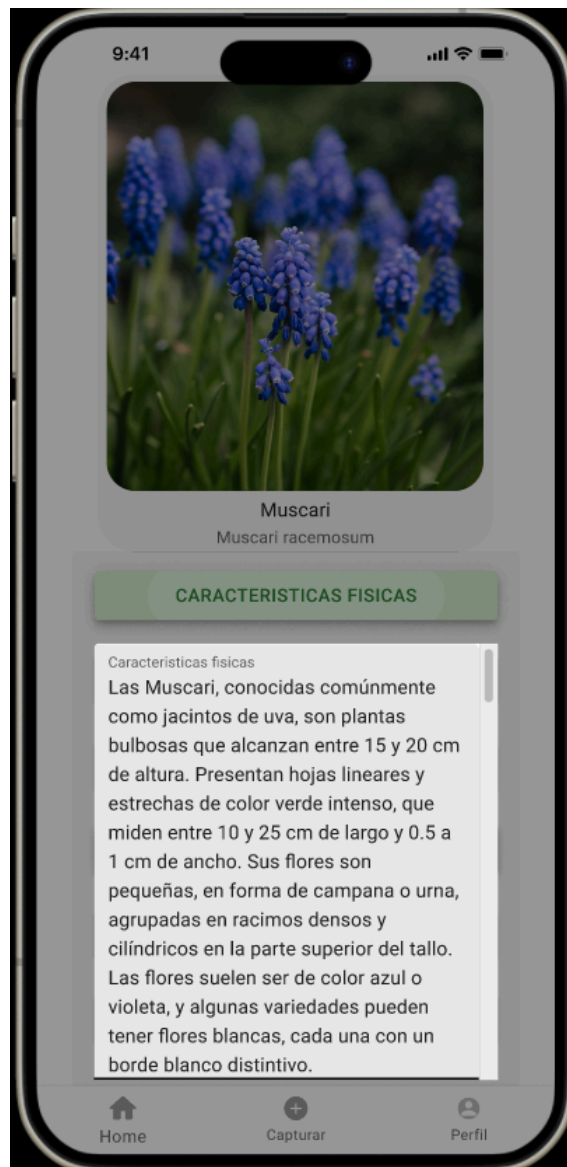 9:41
Muscari
Muscari racemosum
CARACTERISTICAS FISICAS
Caracteristicas fisicas
Las Muscari, conocidas comúnmente
como jacintos de uva, son plantas
bulbosas que alcanzan entre 15 y 20 cm
de altura. Presentan hojas lineares y
estrechas de color verde intenso, que
miden entre 10 y 25 cm de largo y 0.5 a
1 cm de ancho. Sus flores son
pequeñas, en forma de campana o urna,
agrupadas en racimos densos y
cilíndricos en la parte superior del tallo.
Las flores suelen ser de color azul o
violeta, y algunas variedades pueden
tener flores blancas, cada una con un
borde blanco distintivo.
Home Capturar Perfil